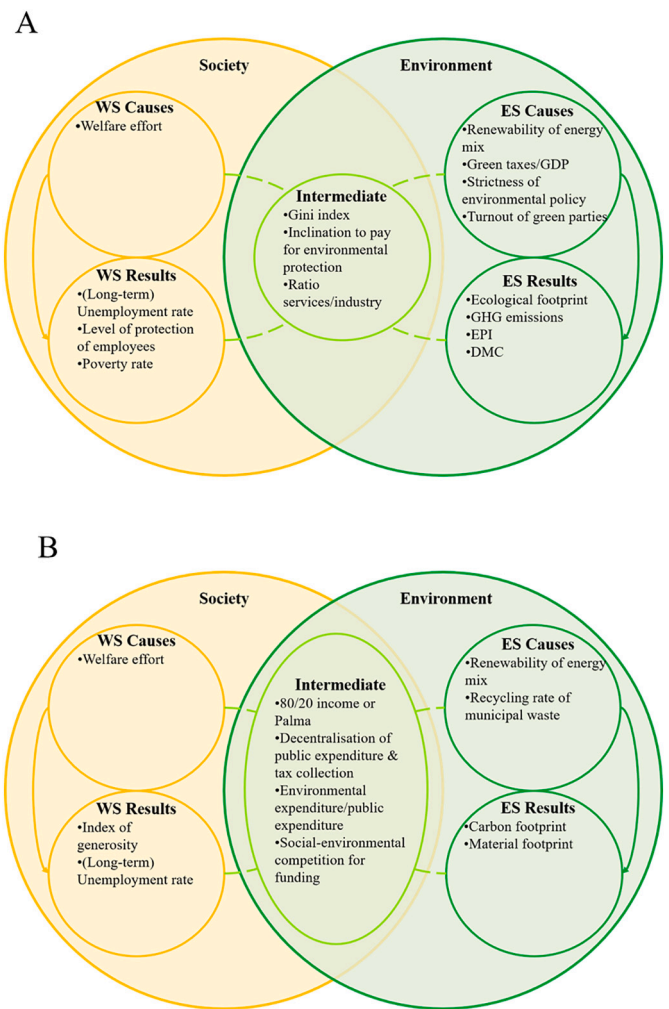 A
Society
Environment
WS Causes
•Welfare effort
ES Causes
•Renewability of energy
mix
•Green taxes/GDP
•Strictness of
environmental policy
•Turnout of green parties
Intermediate
•Gini index
•Inclination to pay
for environmental
protection
•Ratio
services/industry
WS Results
•(Long-term)
Unemployment rate
•Level of protection
of employees
•Poverty rate
ES Results
•Ecological footprint
•GHG emissions
•EPI
•DMC
B
Society
Environment
WS Causes
•Welfare effort
ES Causes
•Renewability of energy
mix
•Recycling rate of
municipal waste
Intermediate
•80/20 income or
Palma
•Decentralisation of
public expenditure &
tax collection
•Environmental
expenditure/public
expenditure
•Social-environmental
competition for
funding
WS Results
•Index of
generosity
•(Long-term)
Unemployment rate
ES Results
•Carbon footprint
•Material footprint